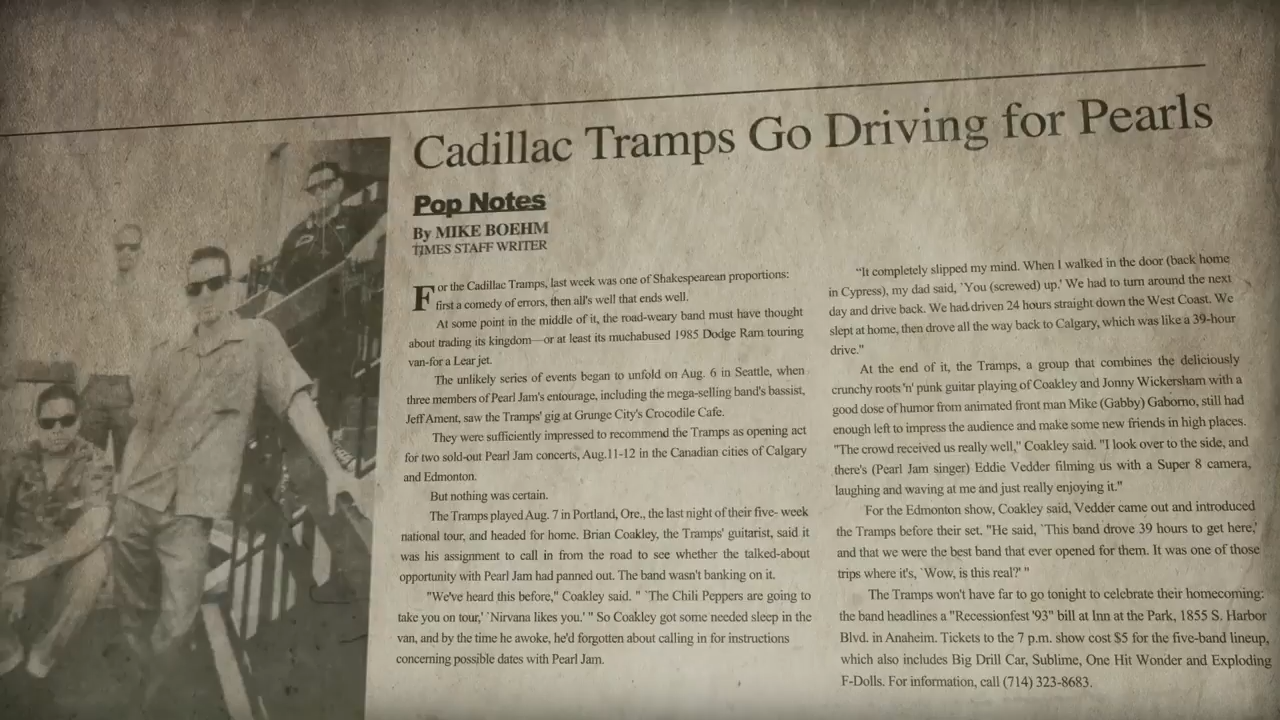 Cadillac Tramps Go Driving for Pearls
Pop Notes
By MIKE BOEHM
TIMES STAFF WRITER
For the Cadillac Tramps, last week was one of Shakespearean proportions:
first a comedy of errors, then all's well that ends well.
At some point in the middle of it, the road-weary band must have thought
about trading its kingdom—or at least its muchabused 1985 Dodge Ram touring
van-for a Lear jet.
The unlikely series of events began to unfold on Aug. 6 in Seattle, when
three members of Pearl Jam's entourage, including the mega-selling band's bassist,
Jeff Ament, saw the Tramps' gig at Grunge City's Crocodile Cafe.
They were sufficiently impressed to recommend the Tramps as opening act
for two sold-out Pearl Jam concerts, Aug.11-12 in the Canadian cities of Calgary
and Edmonton.
But nothing was certain.
The Tramps played Aug. 7 in Portland, Ore., the last night of their five- week
national tour, and headed for home. Brian Coakley, the Tramps' guitarist, said it
was his assignment to call in from the road to see whether the talked-about
opportunity with Pearl Jam had panned out. The band wasn't banking on it.
"We've heard this before," Coakley said. " `The Chili Peppers are going to
take you on tour,' `Nirvana likes you.' " So Coakley got some needed sleep in the
van, and by the time he awoke, he'd forgotten about calling in for instructions
concerning possible dates with Pearl Jam.
"It completely slipped my mind. When I walked in the door (back home
in Cypress), my dad said, `You (screwed) up.' We had to turn around the next
day and drive back. We had driven 24 hours straight down the West Coast. We
slept at home, then drove all the way back to Calgary, which was like a 39-hour
drive."
At the end of it, the Tramps, a group that combines the deliciously
crunchy roots 'n' punk guitar playing of Coakley and Jonny Wickersham with a
good dose of humor from animated front man Mike (Gabby) Gaborno, still had
enough left to impress the audience and make some new friends in high places.
"The crowd received us really well," Coakley said. "I look over to the side, and
there's (Pearl Jam singer) Eddie Vedder filming us with a Super 8 camera,
laughing and waving at me and just really enjoying it."
For the Edmonton show, Coakley said, Vedder came out and introduced
the Tramps before their set. "He said, `This band drove 39 hours to get here,'
and that we were the best band that ever opened for them. It was one of those
trips where it's, `Wow, is this real?' "
The Tramps won't have far to go tonight to celebrate their homecoming:
the band headlines a "Recessionfest '93" bill at Inn at the Park, 1855 S. Harbor
Blvd. in Anaheim. Tickets to the 7 p.m. show cost $5 for the five-band lineup,
which also includes Big Drill Car, Sublime, One Hit Wonder and Exploding
F-Dolls. For information, call (714) 323-8683.